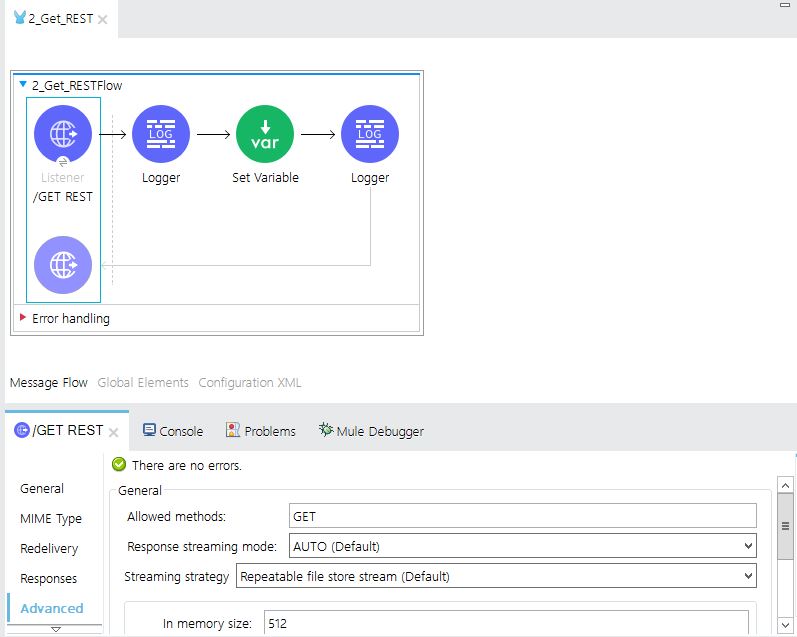 2_Get_REST
2_Get_RESTFlow
LOG
var
LOG
Listener
/GET REST
Logger
Set Variable
Logger
Error handling
Message Flow Global Elements Configuration XML
/GET REST Console Problems Mule Debugger
There are no errors.
General
General
Allowed methods: GET
MIME Type
Response streaming mode: AUTO (Default)
Redelivery
Streaming strategy Repeatable file store stream (Default)
Responses
Advanced
In memory size: 512